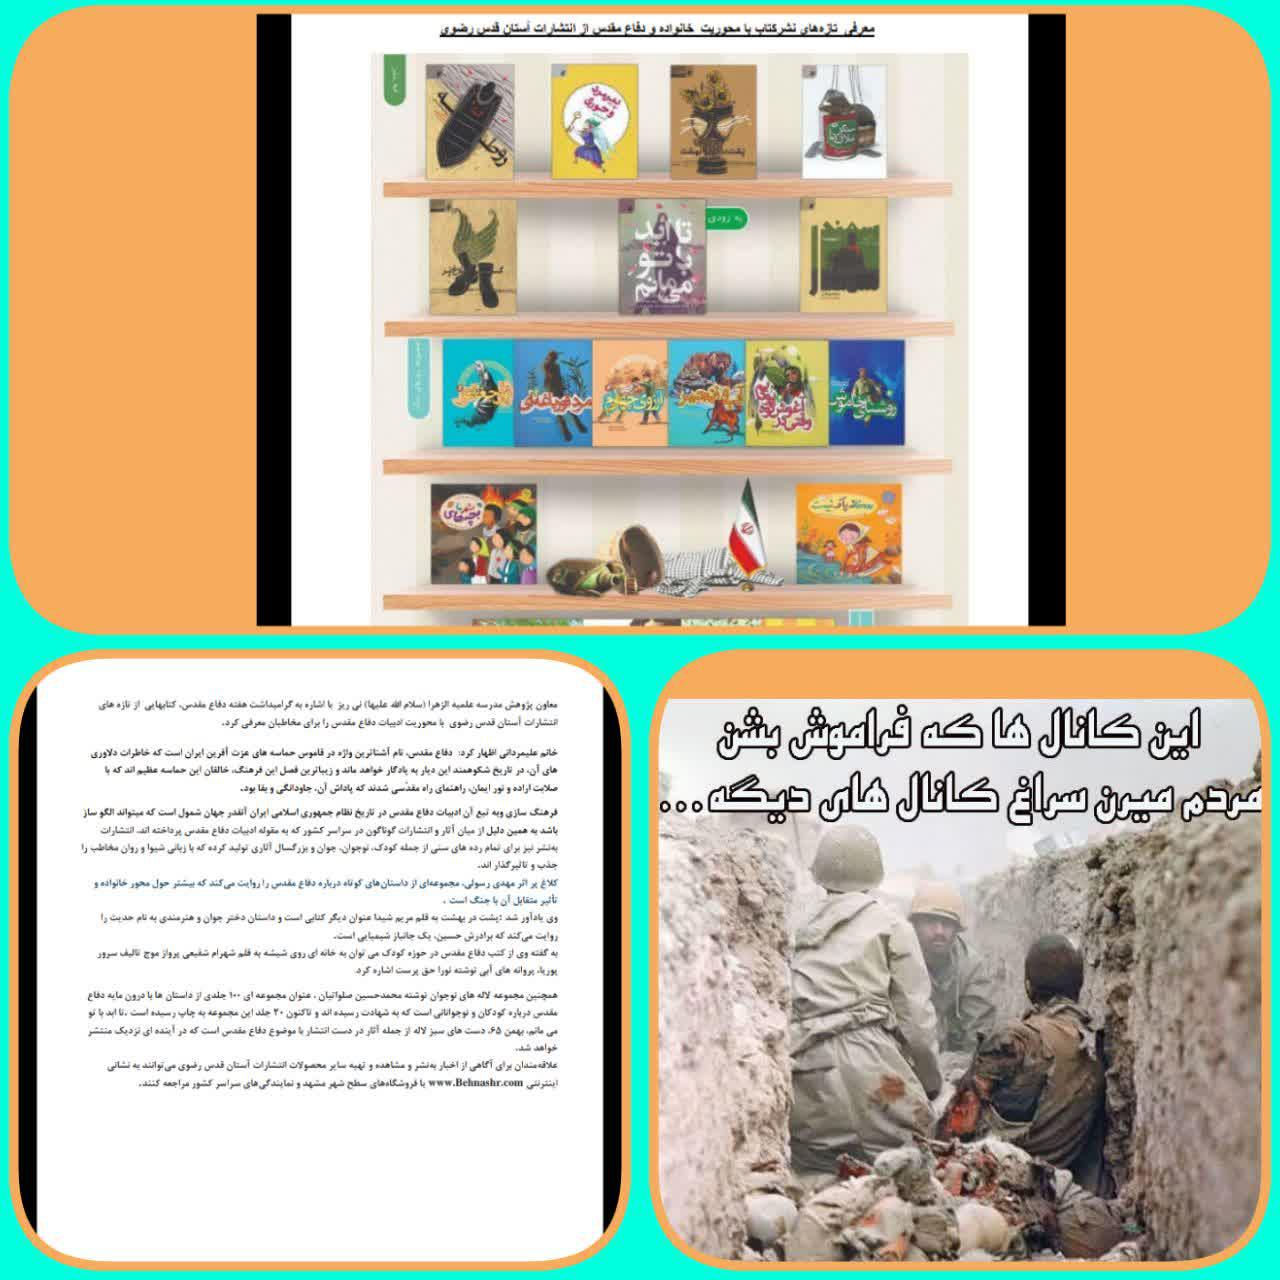 معرفی تازه‌های نشرکتاب با محوریت خانواده و دفاع مقدس از انتشارات آستان قدس رضوی
تا ابد
با تو
می‌مانم
به زودی
معاون پژوهش مدرسه علمیه الزهرا (سلام الله علیها) نی ریز با اشاره به گرامیداشت هفته دفاع مقدس، کتابهایی از تازه های
انتشارات آستان قدس رضوی با محوریت ادبیات دفاع مقدس را برای مخاطبان معرفی کرد.
خانم علیمردانی اظهار کرد: دفاع مقدس، نام آشناترین واژه در قاموس حماسه های عزت آفرین ایران است که خاطرات دلاوری
های آن، در تاریخ شکوهمند این دیار به یادگار خواهد ماند و زیباترین فصل این فرهنگ، خالقان این حماسه عظیم اند که با
صلابت اراده و نور ایمان، راهنمای راه مقدّسی شدند که پاداش آن، جاودانگی و بقا بود.
فرهنگ سازی وبه تبع آن ادبیات دفاع مقدس در تاریخ نظام جمهوری اسلامی ایران آنقدر جهان شمول است که میتواند الگو ساز
باشد به همین دلیل از میان آثار و انتشارات گوناگون در سراسر کشور که به مقوله ادبیات دفاع مقدس پرداخته اند، انتشارات
به‌نشر نیز برای تمام رده های سنی از جمله کودک، نوجوان، جوان و بزرگسال آثاری تولید کرده که با زبانی شیوا و روان مخاطب را
جذب و تاثیرگذار اند.
کلاغ پر اثر مهدی رسولی، مجموعه‌ای از داستان‌های کوتاه درباره دفاع مقدس را روایت می‌کند که بیشتر حول محور خانواده و
تأثیر متقابل آن با جنگ است .
وی یادآور شد :پشت در بهشت به قلم مریم شیدا عنوان دیگر کتابی است و داستان دختر جوان و هنرمندی به نام حدیث را
روایت می‌کند که برادرش حسین، یک جانباز شیمیایی است.
به گفته وی از کتب دفاع مقدس در حوزه کودک می توان به خانه ای روی شیشه به قلم شهرام شفیعی پرواز موج تالیف سرور
پوریا، پروانه های آبی نوشته نورا حق پرست اشاره کرد.
همچنین مجموعه لاله های نوجوان نوشته محمدحسین صلواتیان ، عنوان مجموعه ای ۱۰۰ جلدی از داستان ها با درون مایه دفاع
مقدس درباره کودکان و نوجوانانی است که به شهادت رسیده اند و تاکنون ۲۰ جلد این مجموعه به چاپ رسیده است .تا ابد با تو
می مانم، بهمن ۶۵، دست های سبز لاله از جمله آثار در دست انتشار با موضوع دفاع مقدس است که در آینده ای نزدیک منتشر
خواهد شد.
علاقه‌مندان برای آگاهی از اخبار به‌نشر و مشاهده و تهیه سایر محصولات انتشارات آستان قدس رضوی می‌توانند به نشانی
اینترنتی www.Behnashr.com یا فروشگاه‌های سطح شهر مشهد و نمایندگی‌های سراسر کشور مراجعه کنند.
این کانال ها که فراموش بشن
مردم میرن سراغ کانال های دیگه...